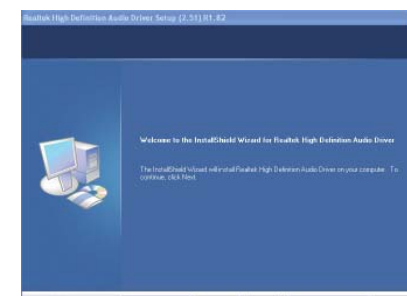 Realtek High Definition Audio Driver Setup (2.51) R1.82
Welcome to the InstallShield Wizard for Realtek High Definition Audio Driver
The InstallShield Wizard will install Realtek High Definition Audio Driver on your computer. To
continue, click Next.